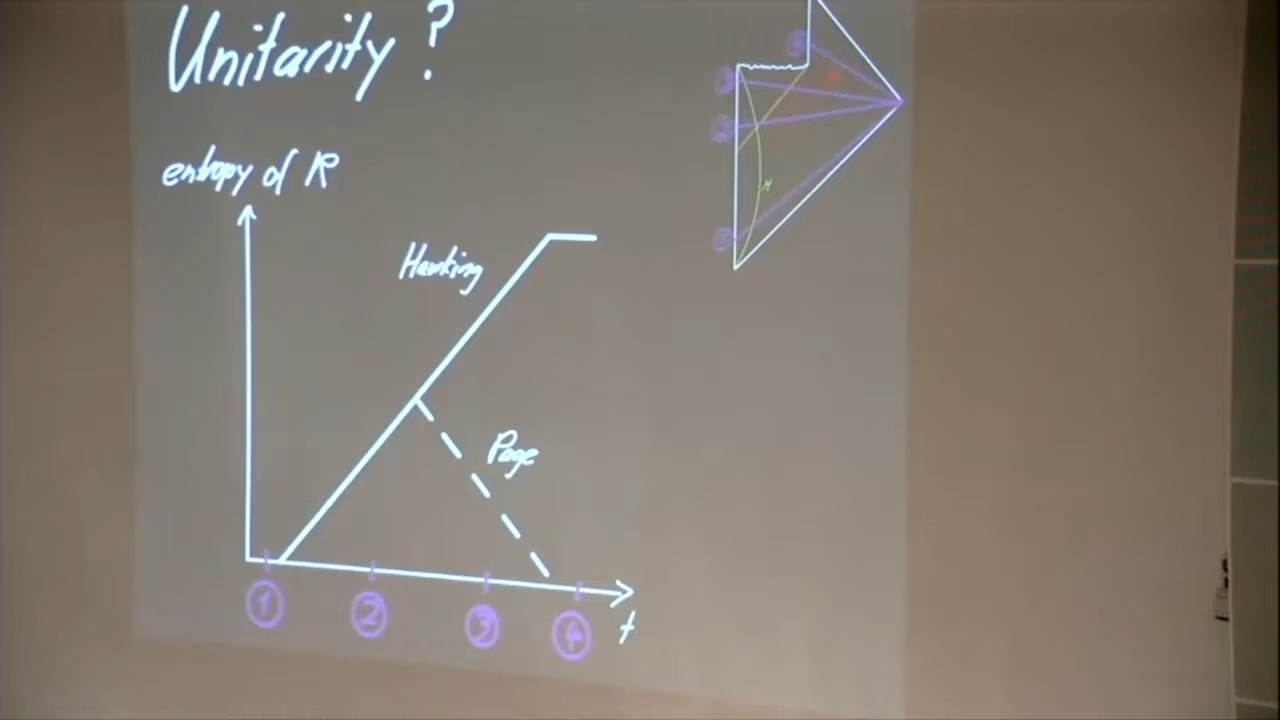 Unitarity ?
entropy of R
Hawking
Page
M
① ② ③ ④
t